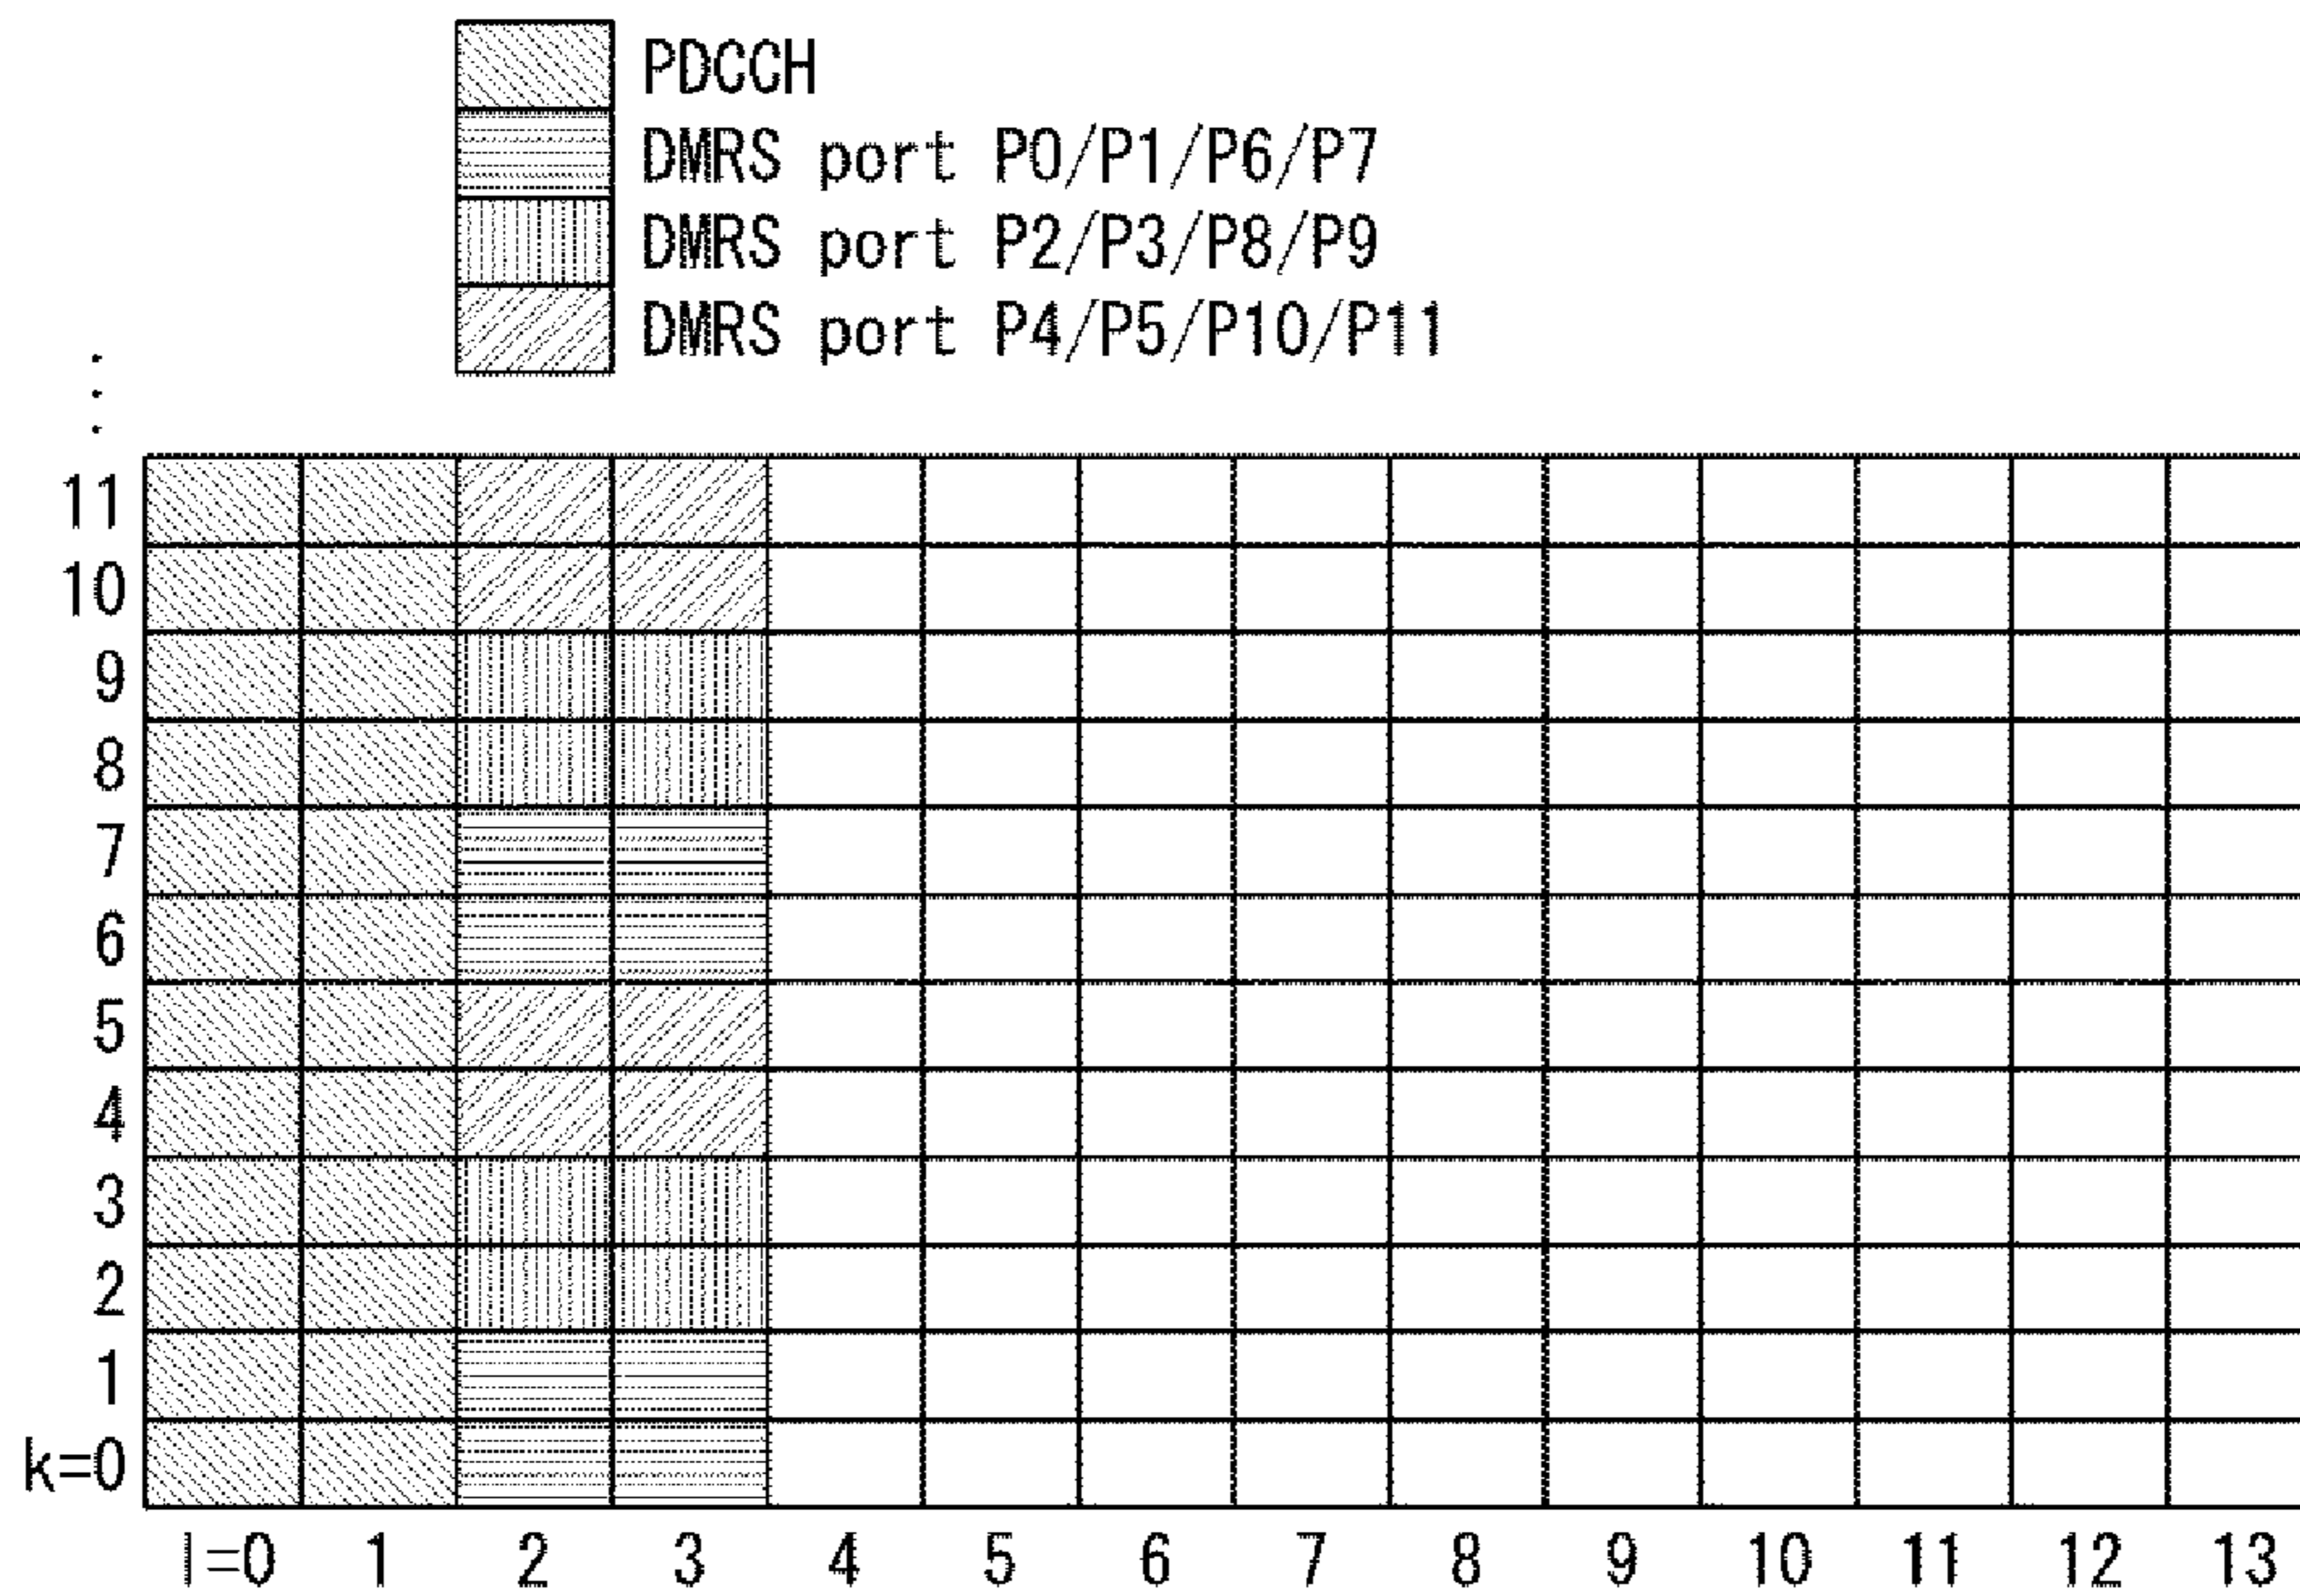 PDCCH
DMRS port P0/P1/P6/P7
DMRS port P2/P3/P8/P9
DMRS port P4/P5/P10/P11
11
10
9
8
7
6
5
4
3
2
1
k=0
l=0 1 2 3 4 5 6 7 8 9 10 11 12 13